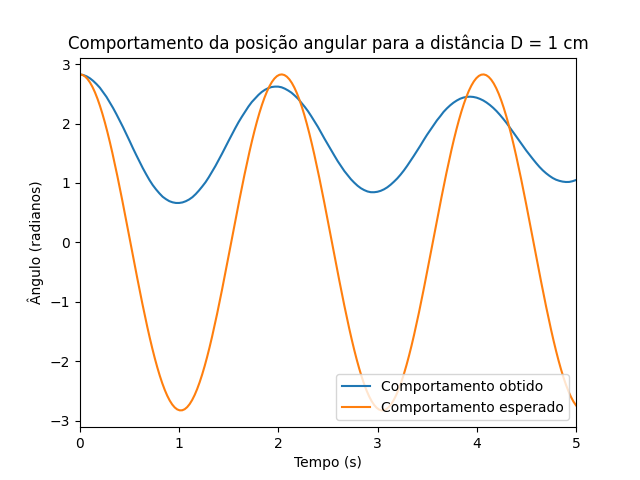 Comportamento da posição angular para a distância D = 1 cm
3
2
1
0
−1
−2
−3
Ângulo (radianos)
0 1 2 3 4 5
Tempo (s)
Comportamento obtido
Comportamento esperado